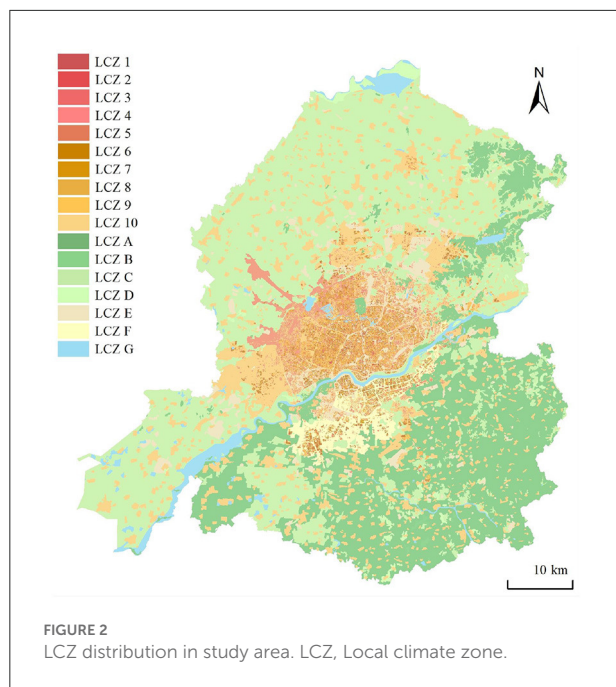 LCZ 1
LCZ 2
LCZ 3
LCZ 4
LCZ 5
LCZ 6
LCZ 7
LCZ 8
LCZ 9
LCZ 10
LCZ A
LCZ B
LCZ C
LCZ D
LCZ E
LCZ F
LCZ G
N
10 km
FIGURE 2
LCZ distribution in study area. LCZ, Local climate zone.